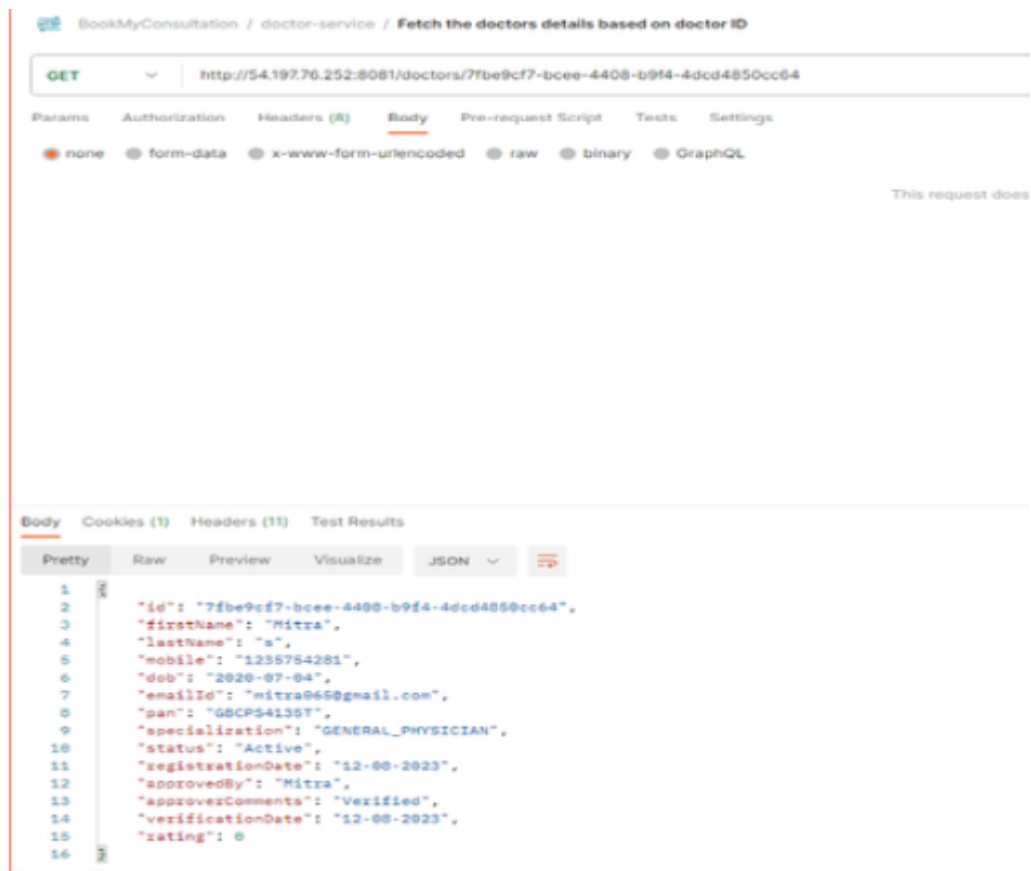 BookMyConsultation / doctor-service / Fetch the doctors details based on doctor ID
GET http://54.197.76.252:8081/doctors/7fbe9cf7-bcee-4408-b9f4-4dcd4850cc64
Params Authorization Headers (8) Body Pre-request Script Tests Settings
none form-data x-www-form-urlencoded raw binary GraphQL
This request does
Body Cookies (1) Headers (11) Test Results
Pretty Raw Preview Visualize JSON
1 {
2 "id": "7fbe9cf7-bcee-4408-b9f4-4dcd4850cc64",
3 "firstName": "Mitra",
4 "lastName": "s",
5 "mobile": "1235754281",
6 "dob": "2020-07-04",
7 "emailId": "mitra065@gmail.com",
8 "pan": "GBCPS4135T",
9 "specialization": "GENERAL_PHYSICIAN",
10 "status": "Active",
11 "registrationDate": "12-08-2023",
12 "approvedBy": "Mitra",
13 "approverComments": "Verified",
14 "verificationDate": "12-08-2023",
15 "rating": 0
16 }